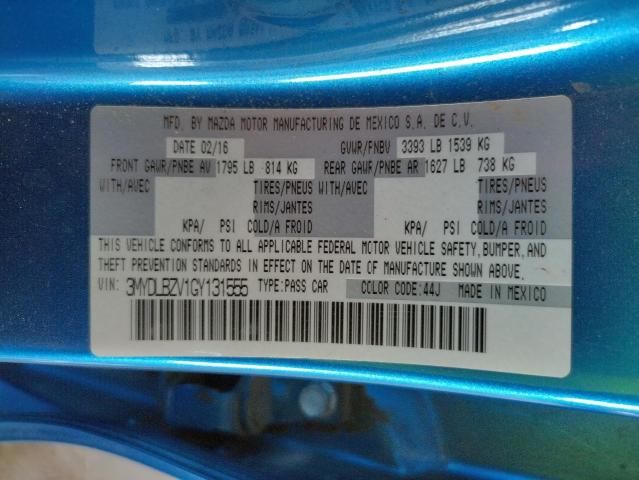 MFD. BY MAZDA MOTOR MANUFACTURING DE MEXICO S.A. DE C.V.
DATE 02/16 GVWR/PNBV 3393 LB 1539 KG
FRONT GAWR/PNBE AV 1795 LB 814 KG REAR GAWR/PNBE AR 1627 LB 738 KG
WITH/AVEC TIRES/PNEUS WITH/AVEC TIRES/PNEUS
RIMS/JANTES RIMS/JANTES
KPA/ PSI COLD/A FROID KPA/ PSI COLD/A FROID
THIS VEHICLE CONFORMS TO ALL APPLICABLE FEDERAL MOTOR VEHICLE SAFETY, BUMPER, AND
THEFT PREVENTION STANDARDS IN EFFECT ON THE DATE OF MANUFACTURE SHOWN ABOVE.
VIN: 3MYDLBZV1GY131555 TYPE: PASS CAR COLOR CODE: 44J MADE IN MEXICO